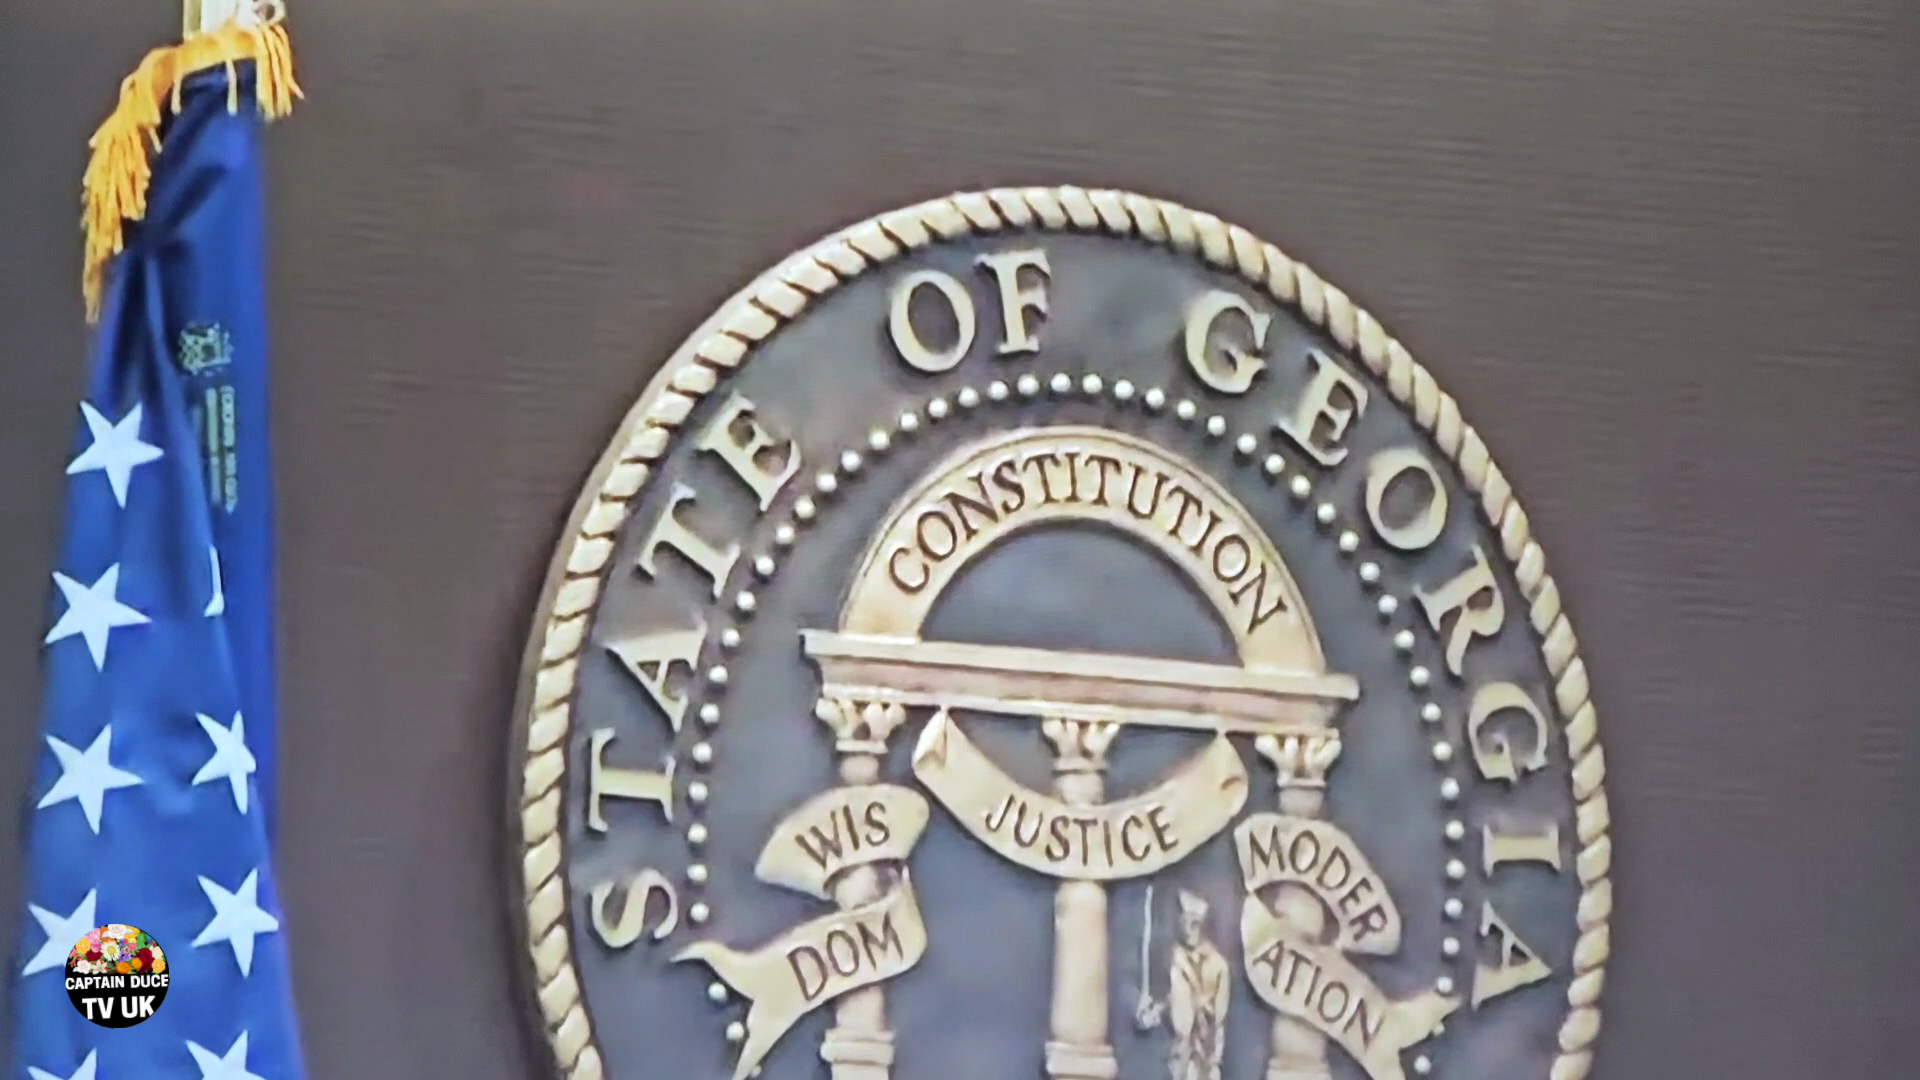 STATE OF GEORGIA
CONSTITUTION
WIS
DOM
JUSTICE
MODER
ATION
CAPTAIN DUCE
TV UK